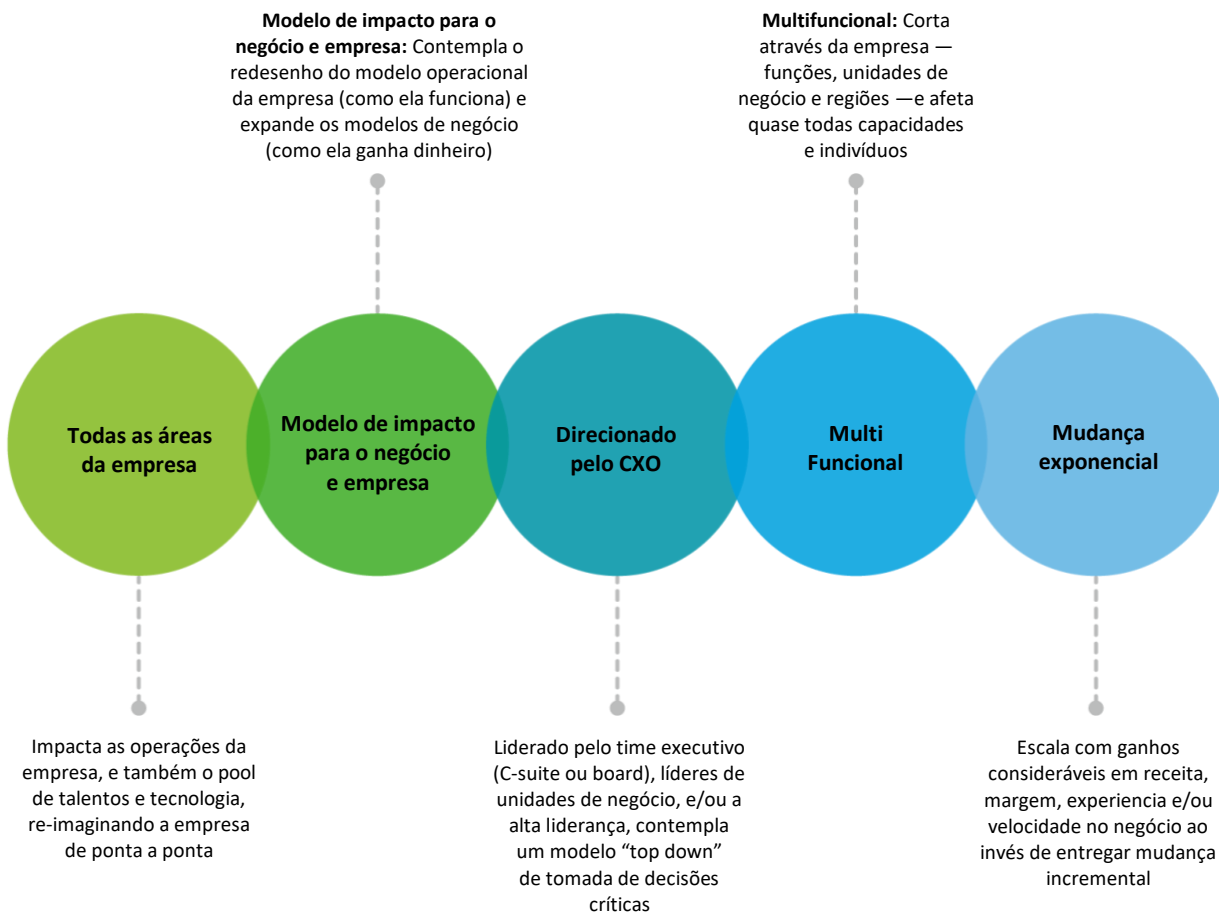 Modelo de impacto para o
negócio e empresa: Contempla o
redesenho do modelo operacional
da empresa (como ela funciona) e
expande os modelos de negócio
(como ela ganha dinheiro)
Multifuncional: Corta
através da empresa —
funções, unidades de
negócio e regiões —e afeta
quase todas capacidades
e indivíduos
Todas as áreas
da empresa
Modelo de impacto
para o negócio
e empresa
Direcionado
pelo CXO
Multi
Funcional
Mudança
exponencial
Impacta as operações da
empresa, e também o pool
de talentos e tecnologia,
re-imaginando a empresa
de ponta a ponta
Liderado pelo time executivo
(C-suite ou board), líderes de
unidades de negócio, e/ou a
alta liderança, contempla
um modelo “top down”
de tomada de decisões
críticas
Escala com ganhos
consideráveis em receita,
margem, experiencia e/ou
velocidade no negócio ao
invés de entregar mudança
incremental